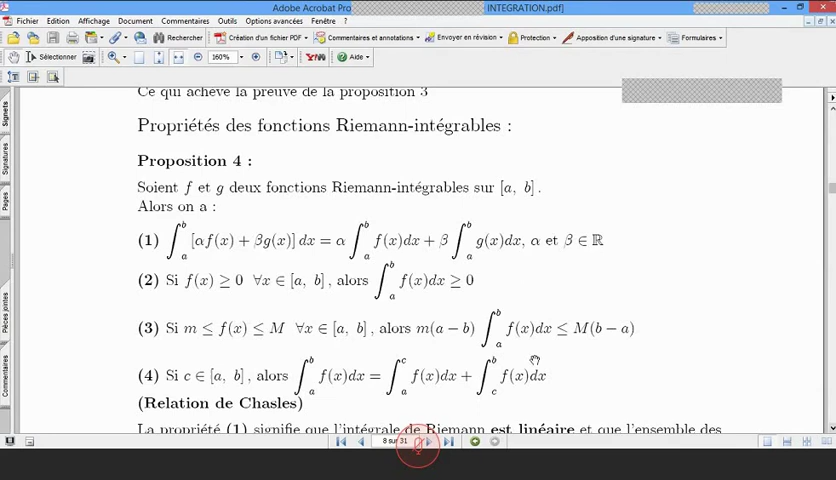 Adobe Acrobat Pro
INTEGRATION.pdf]
Fichier Edition Affichage Document Commentaires Outils Options avancées Fenêtre ?
Rechercher Création d'un fichier PDF Commentaires et annotations Envoyer en révision Protection Apposition d'une signature Formulaires
Sélectionner 160% Aide
Signets
Signatures
Pages
Pièces jointes
Commentaires
Ce qui achève la preuve de la proposition 3
Propriétés des fonctions Riemann-intégrables :
Proposition 4 :
Soient f et g deux fonctions Riemann-intégrables sur [a, b].
Alors on a :
(1) ∫_a^b [αf(x) + βg(x)] dx = α ∫_a^b f(x)dx + β ∫_a^b g(x)dx, α et β ∈ ℝ
(2) Si f(x) ≥ 0 ∀x ∈ [a, b], alors ∫_a^b f(x)dx ≥ 0
(3) Si m ≤ f(x) ≤ M ∀x ∈ [a, b], alors m(a − b) ∫_a^b f(x)dx ≤ M(b − a)
(4) Si c ∈ [a, b], alors ∫_a^b f(x)dx = ∫_a^c f(x)dx + ∫_c^b f(x)dx
(Relation de Chasles)
La propriété (1) signifie que l'intégrale de Riemann est linéaire et que l'ensemble des
8 sur 31